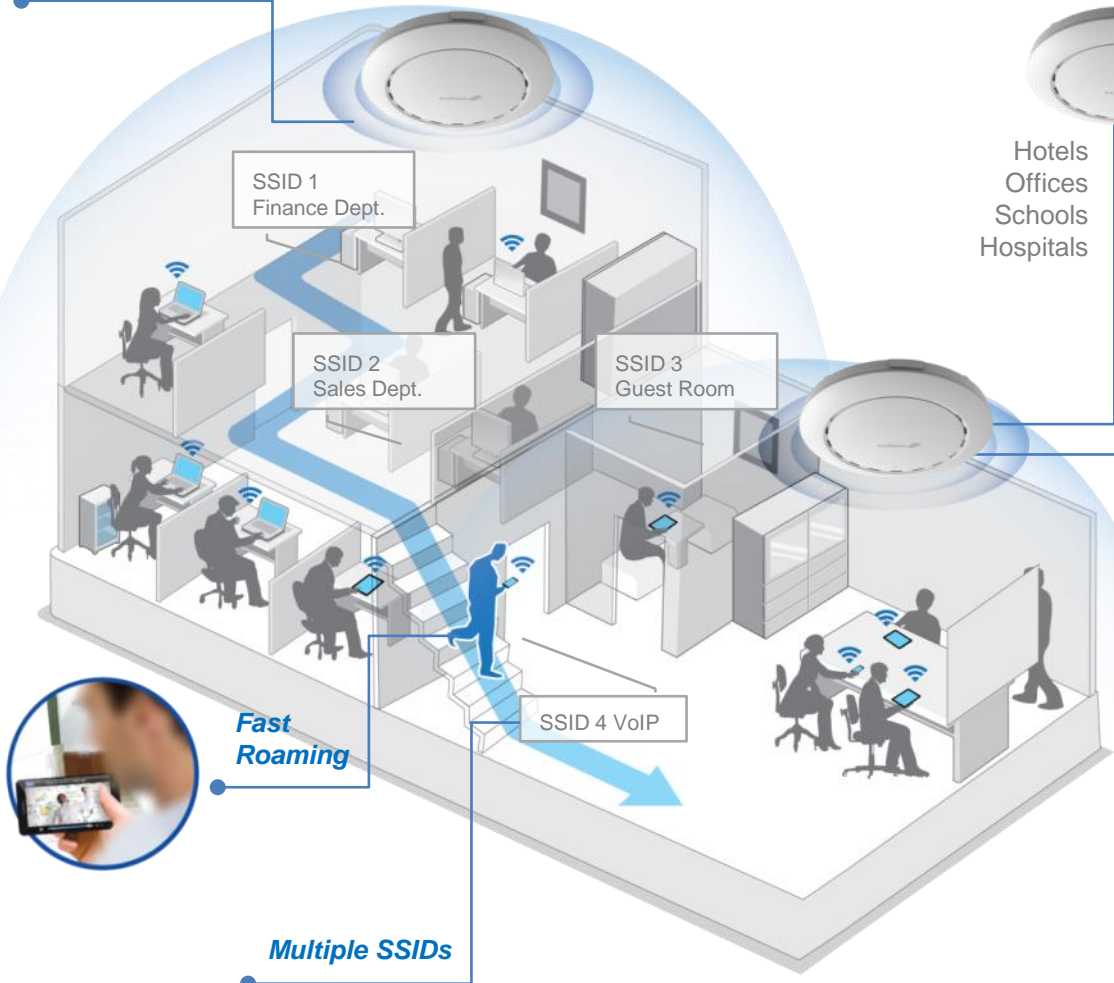 Hotels
Offices
Schools
Hospitals
SSID 1
Finance Dept.
SSID 2
Sales Dept.
SSID 3
Guest Room
SSID 4 VoIP
Fast
Roaming
Multiple SSIDs